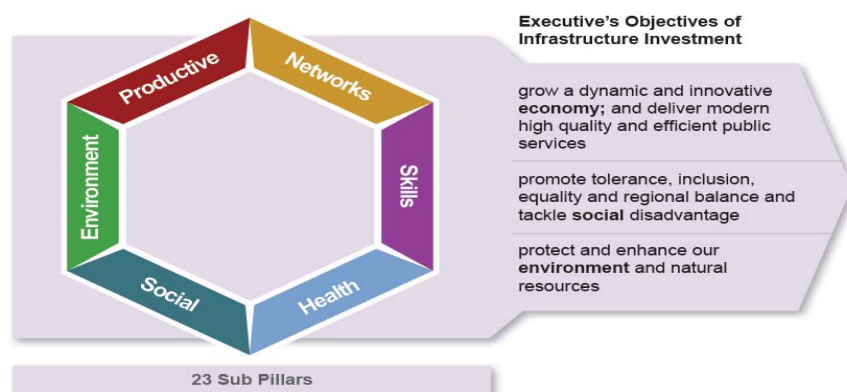 Executive's Objectives of
Infrastructure Investment
Productive
Networks
Environment
Skills
Social
Health
grow a dynamic and innovative
economy; and deliver modern
high quality and efficient public
services
promote tolerance, inclusion,
equality and regional balance and
tackle social disadvantage
protect and enhance our
environment and natural
resources
23 Sub Pillars